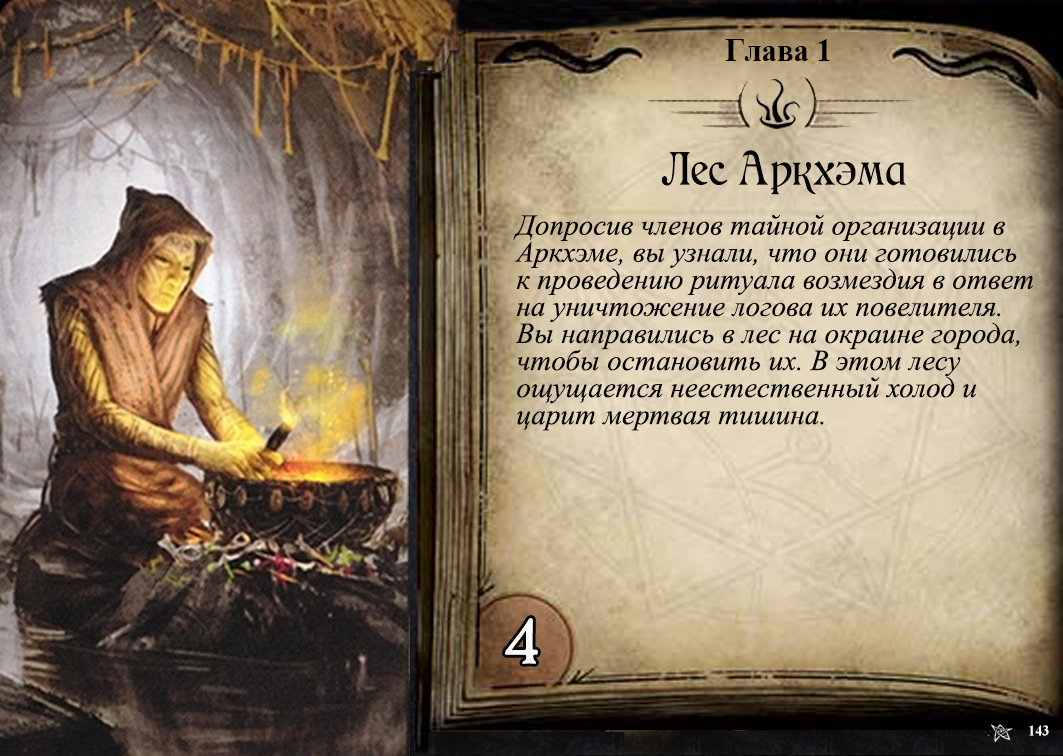 Глава 1
Лес Аркхэма
Допросив членов тайной организации в
Аркхэме, вы узнали, что они готовились
к проведению ритуала возмездия в ответ
на уничтожение логова их повелителя.
Вы направились в лес на окраине города,
чтобы остановить их. В этом лесу
ощущается неестественный холод и
царит мертвая тишина.
4
143